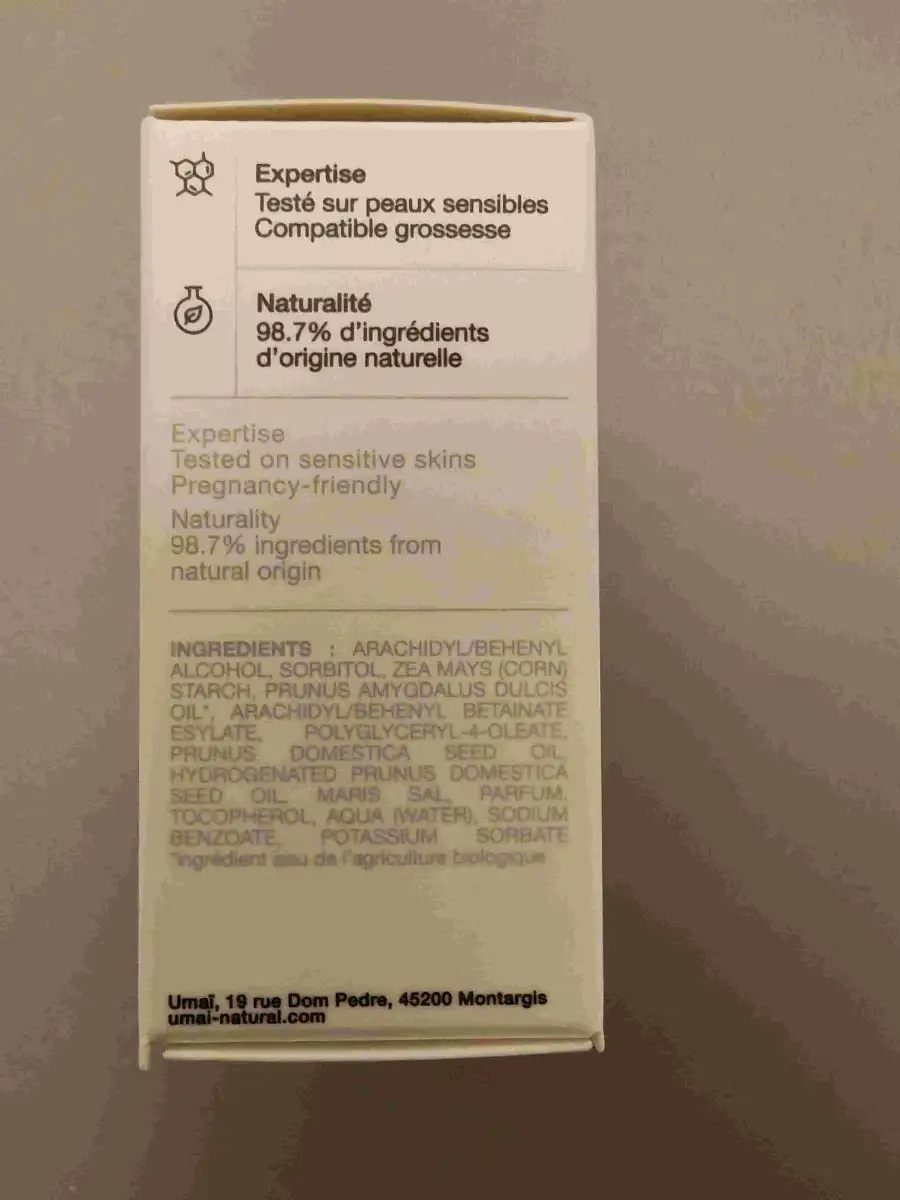 Expertise
Testé sur peaux sensibles
Compatible grossesse
Naturalité
98.7% d'ingrédients
d'origine naturelle
Expertise
Tested on sensitive skins
Pregnancy-friendly
Naturality
98.7% ingredients from
natural origin
INGREDIENTS : ARACHIDYL/BEHENYL
ALCOHOL, SORBITOL, ZEA MAYS (CORN)
STARCH, PRUNUS AMYGDALUS DULCIS
OIL*, ARACHIDYL/BEHENYL BETAINATE
ESYLATE, POLYGLYCERYL-4-OLEATE,
PRUNUS DOMESTICA SEED OIL,
HYDROGENATED PRUNUS DOMESTICA
SEED OIL, MARIS SAL, PARFUM,
TOCOPHEROL, AQUA (WATER), SODIUM
BENZOATE, POTASSIUM SORBATE
*ingrédient issu de l'agriculture biologique
Umaï, 19 rue Dom Pedre, 45200 Montargis
umai-natural.com